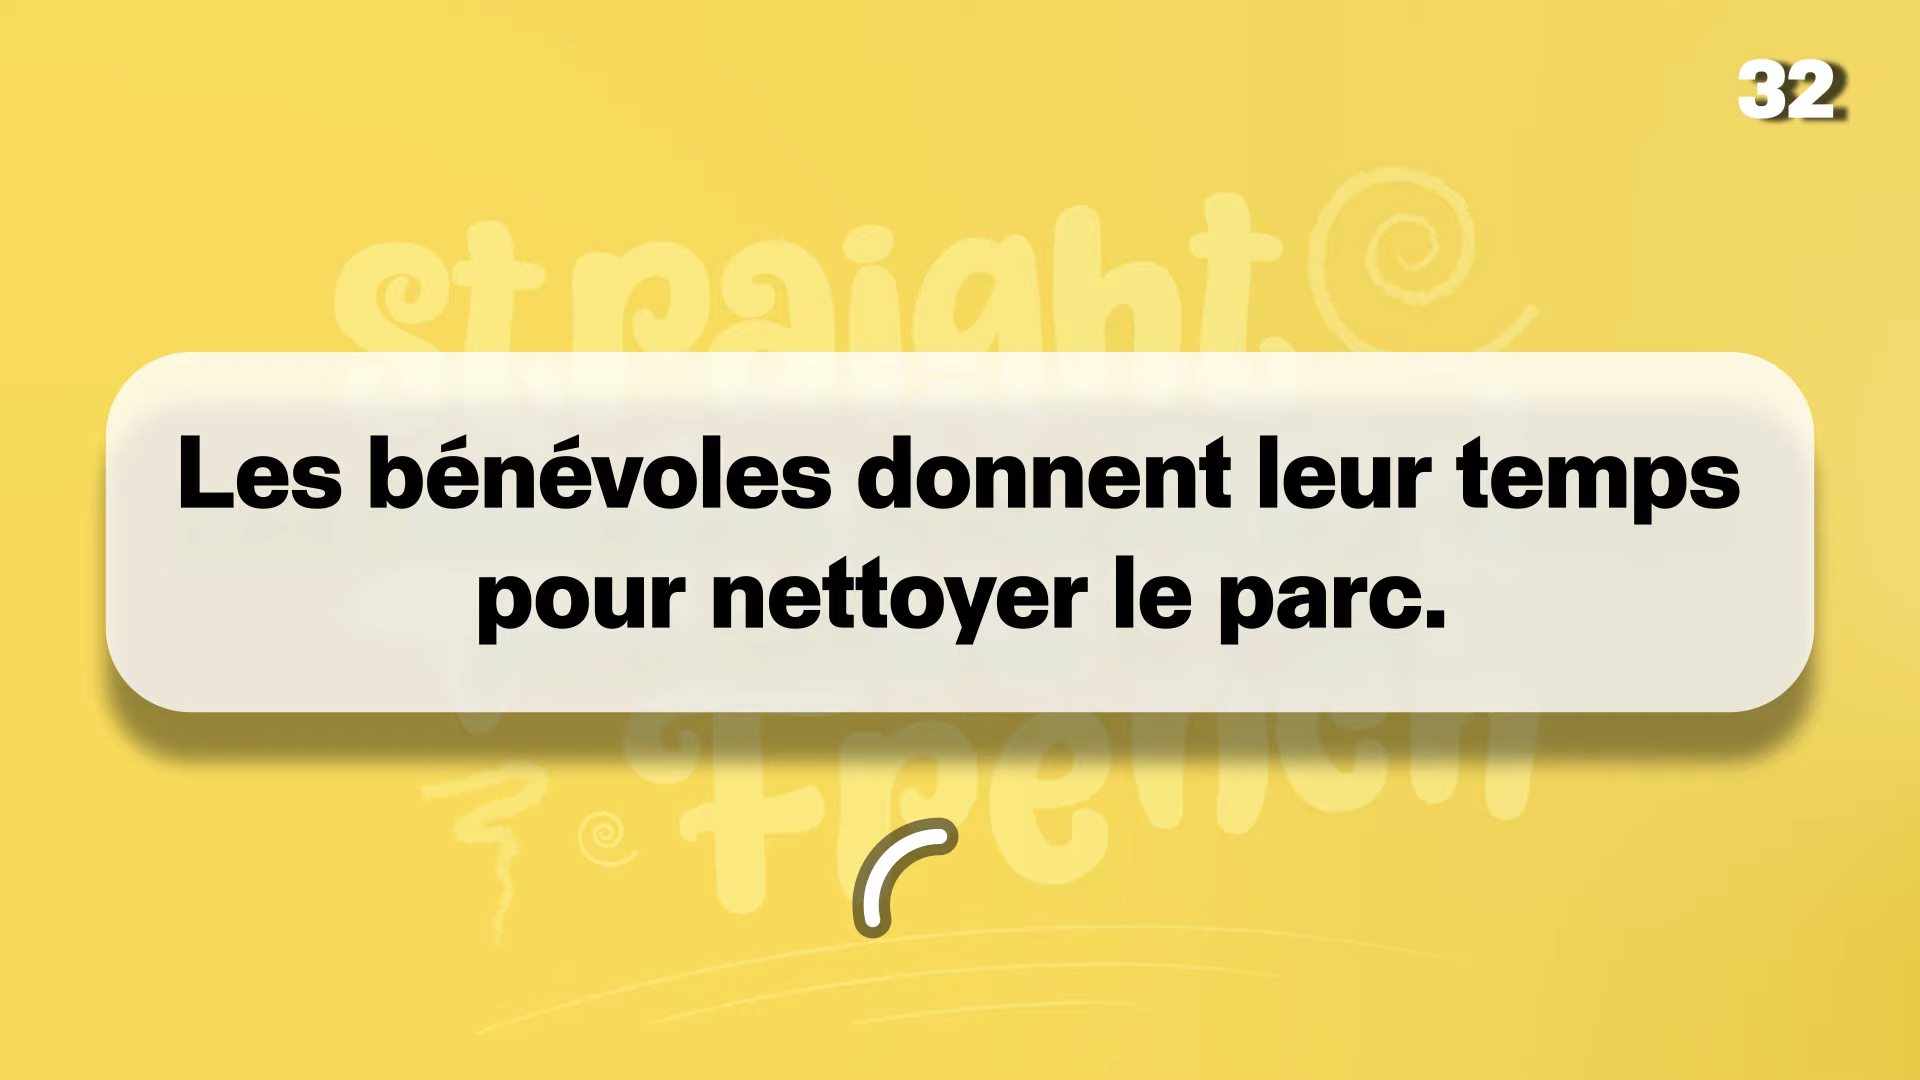 32
straight
Les bénévoles donnent leur temps
pour nettoyer le parc.
French